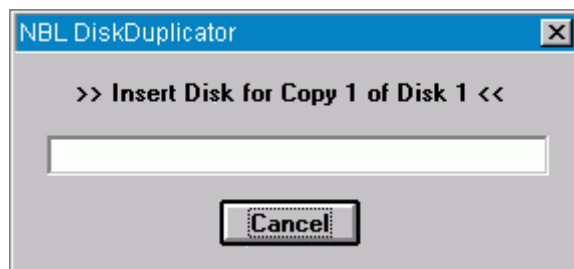 NBL DiskDuplicator
>> Insert Disk for Copy 1 of Disk 1 <<
Cancel